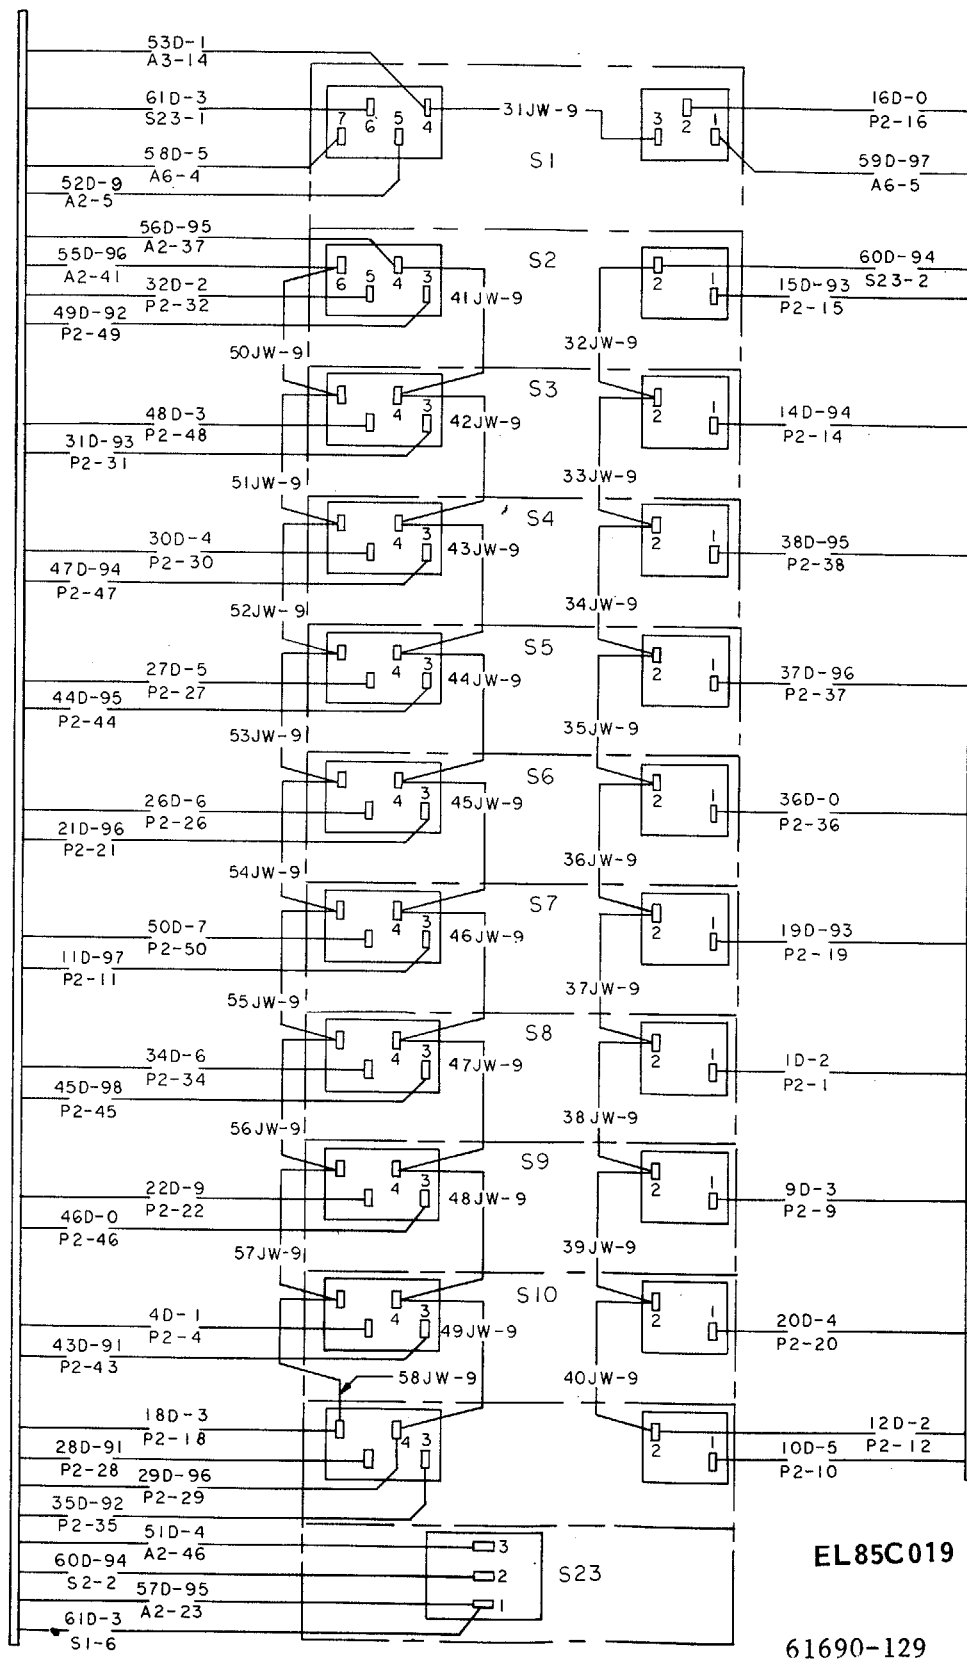 53D-1
A3-14
61D-3
S23-1
58D-5
A6-4
52D-9
A2-5
7
6
5
4
31JW-9
3
2
1
S1
16D-0
P2-16
59D-97
A6-5
56D-95
A2-37
55D-96
A2-41
32D-2
P2-32
49D-92
P2-49
6
5
4
3
41JW-9
S2
2
1
60D-94
S23-2
15D-93
P2-15
50JW-9
32JW-9
48D-3
P2-48
31D-93
P2-31
4
3
42JW-9
S3
2
1
14D-94
P2-14
51JW-9
33JW-9
30D-4
P2-30
47D-94
P2-47
4
3
43JW-9
S4
2
1
38D-95
P2-38
52JW-9
34JW-9
27D-5
P2-27
44D-95
P2-44
4
3
44JW-9
S5
2
1
37D-96
P2-37
53JW-9
35JW-9
26D-6
P2-26
21D-96
P2-21
4
3
45JW-9
S6
2
1
36D-0
P2-36
54JW-9
36JW-9
50D-7
P2-50
11D-97
P2-11
4
3
46JW-9
S7
2
1
19D-93
P2-19
55JW-9
37JW-9
34D-6
P2-34
45D-98
P2-45
4
3
47JW-9
S8
2
1
1D-2
P2-1
56JW-9
38JW-9
22D-9
P2-22
46D-0
P2-46
4
3
48JW-9
S9
2
1
9D-3
P2-9
57JW-9
39JW-9
4D-1
P2-4
43D-91
P2-43
4
3
49JW-9
S10
2
1
20D-4
P2-20
58JW-9
40JW-9
18D-3
P2-18
28D-91
P2-28
29D-96
P2-29
35D-92
P2-35
4
3
2
1
12D-2
P2-12
10D-5
P2-10
51D-4
A2-46
60D-94
S2-2
57D-95
A2-23
61D-3
S1-6
3
2
1
S23
EL85C019
61690-129